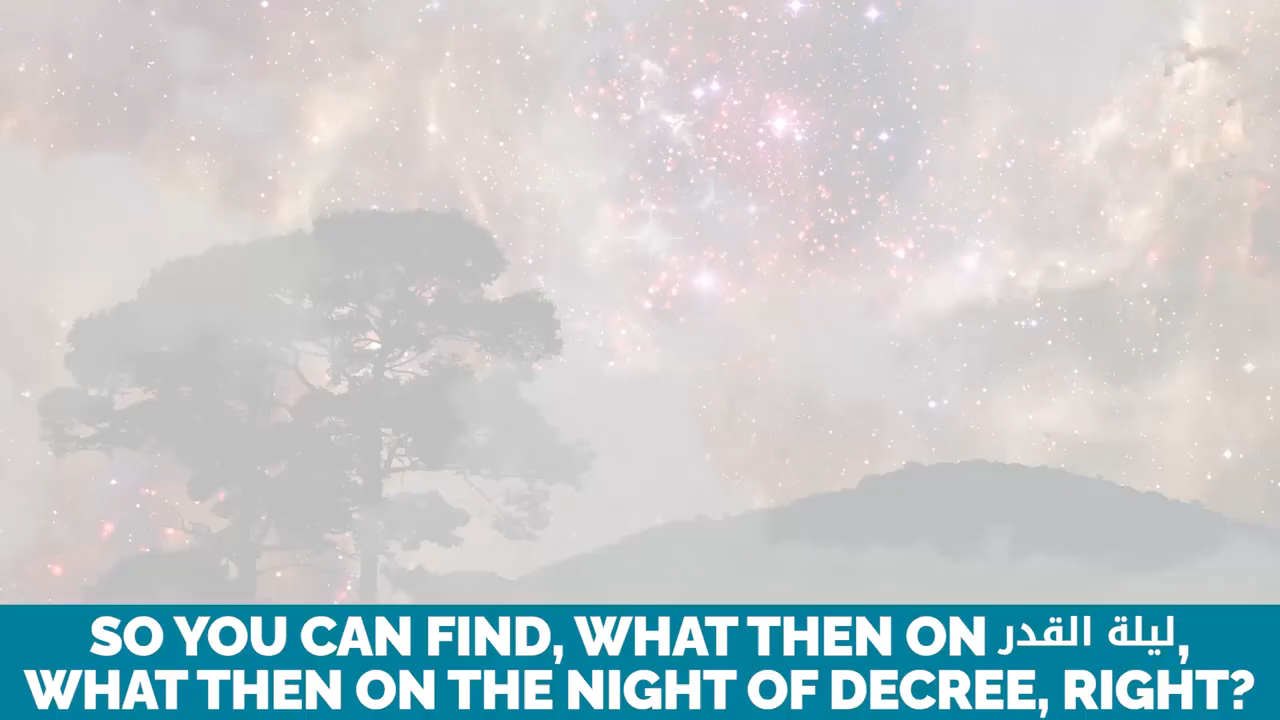 SO YOU CAN FIND, WHAT THEN ON ليلة القدر,
WHAT THEN ON THE NIGHT OF DECREE, RIGHT?